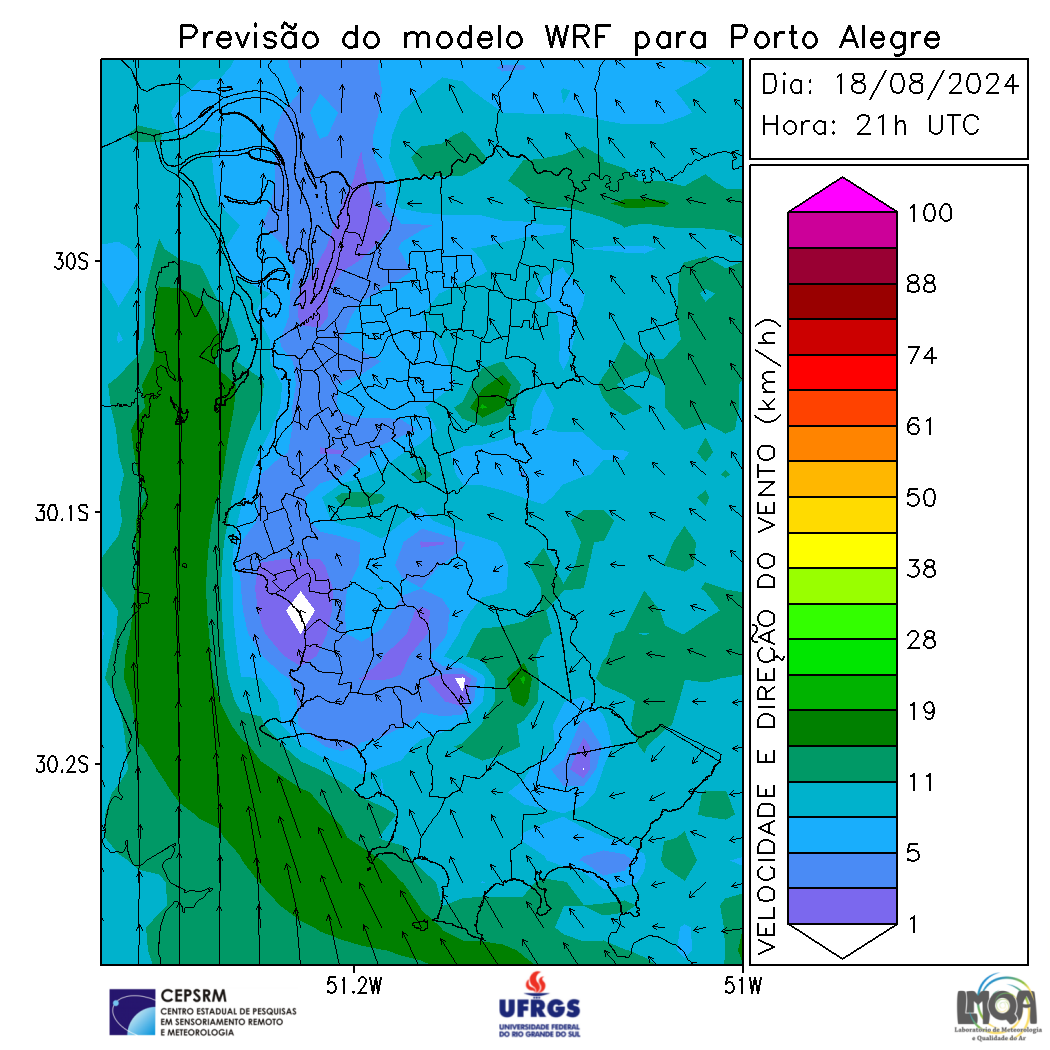 Previsão do modelo WRF para Porto Alegre
Dia: 18/08/2024
Hora: 21h UTC
30S
30.1S
30.2S
51.2W
51W
VELOCIDADE E DIREÇÃO DO VENTO (km/h)
100
88
74
61
50
38
28
19
11
5
1
CEPSRM
CENTRO ESTADUAL DE PESQUISAS
EM SENSORIAMENTO REMOTO
E METEOROLOGIA
UFRGS
UNIVERSIDADE FEDERAL
DO RIO GRANDE DO SUL
LMQA
Laboratório de Meteorologia
e Qualidade do Ar